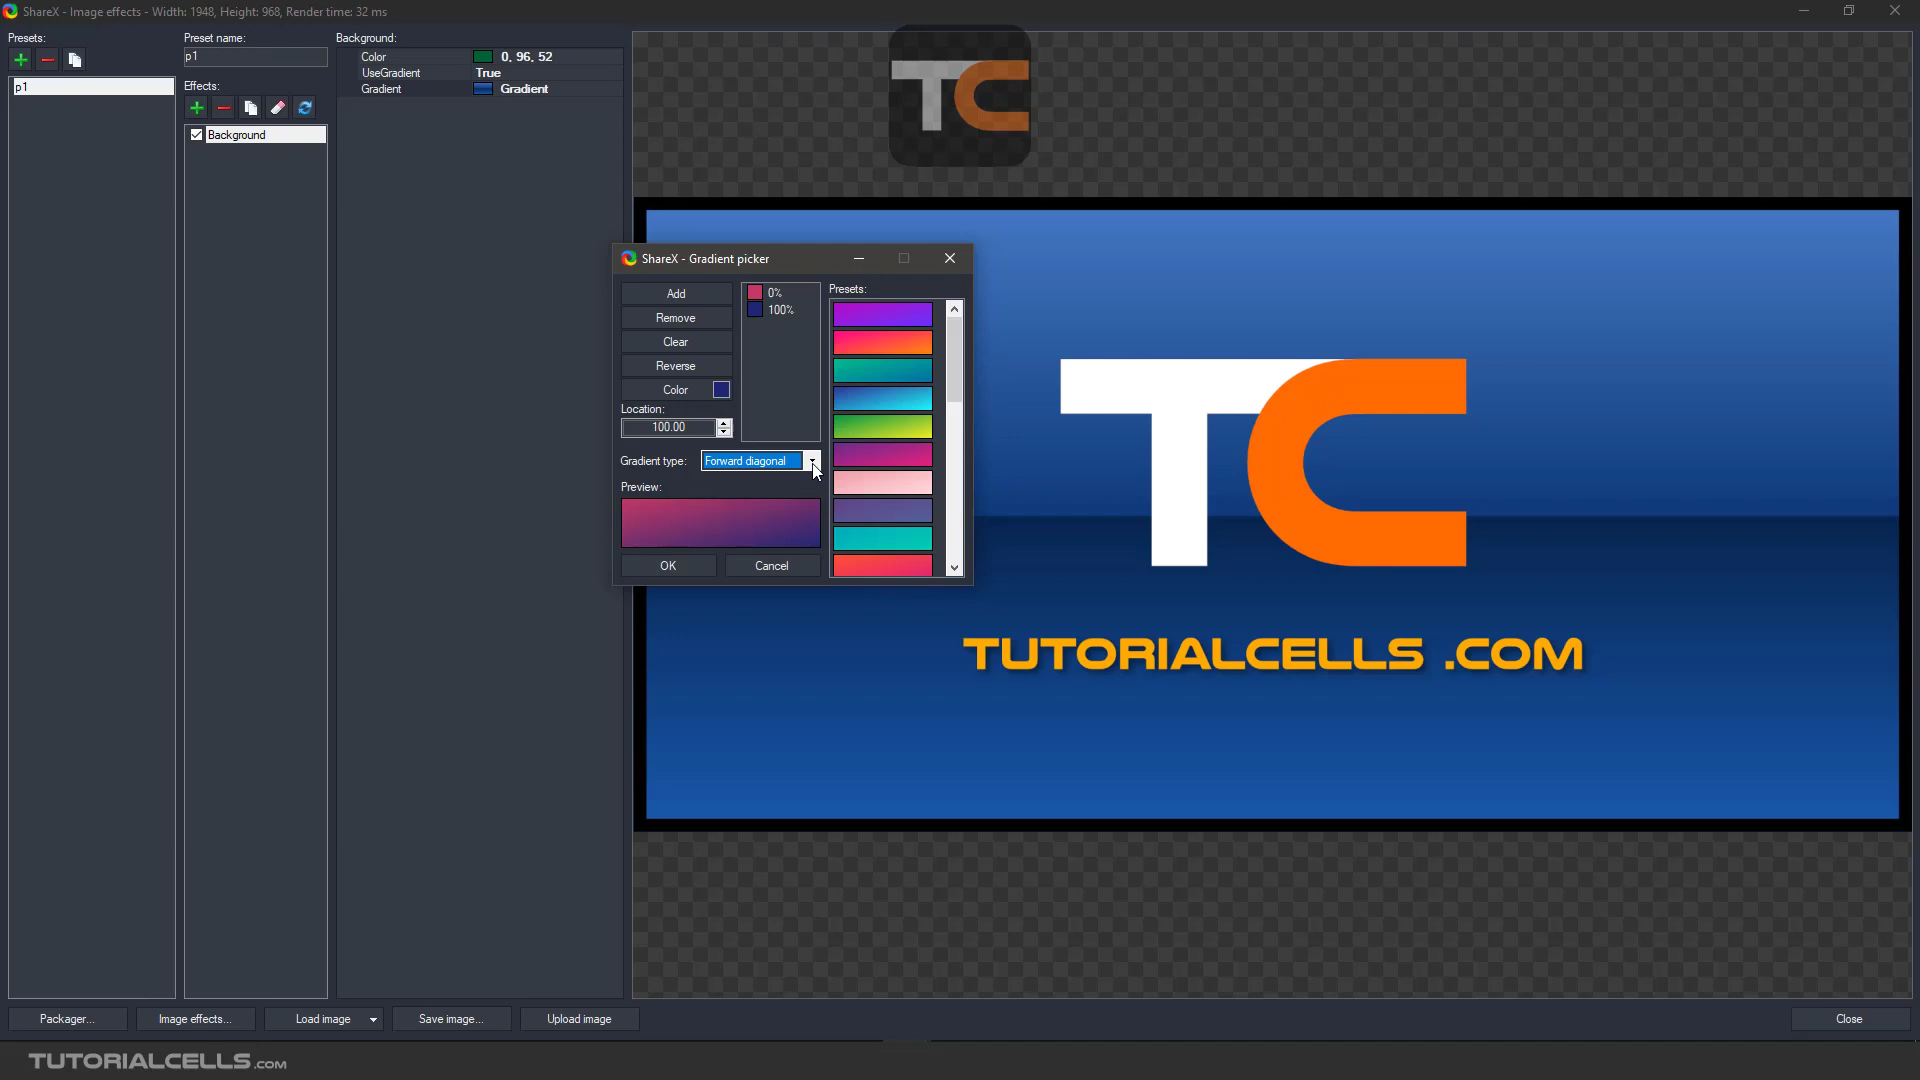 ShareX - Image effects - Width: 1948, Height: 968, Render time: 32 ms
Presets:
Preset name:
Background:
p1
Color
0, 96, 52
UseGradient
True
Gradient
Gradient
p1
Effects:
Background
TC
ShareX - Gradient picker
Add
Remove
Clear
Reverse
Color
Location:
100.00
0%
100%
Presets:
Gradient type:
Forward diagonal
Preview:
OK
Cancel
TC
TUTORIALCELLS .COM
Packager...
Image effects...
Load image
Save image...
Upload image
Close
TUTORIALCELLS.COM